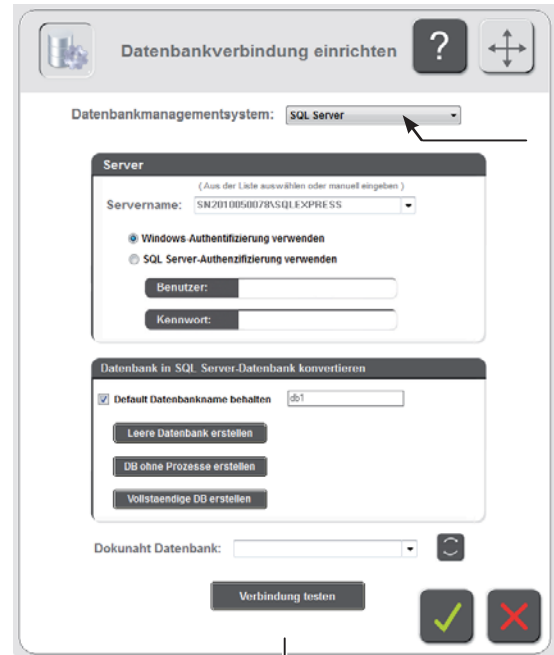 Datenbankverbindung einrichten
?
Datenbankmanagementsystem: SQL Server
Server
( Aus der Liste auswählen oder manuell eingeben )
Servername: SN2010050078\SQLEXPRESS
Windows-Authentifizierung verwenden
SQL Server-Authenzifizierung verwenden
Benutzer:
Kennwort:
Datenbank in SQL Server-Datenbank konvertieren
Default Datenbankname behalten db1
Leere Datenbank erstellen
DB ohne Prozesse erstellen
Vollstaendige DB erstellen
Dokunaht Datenbank:
Verbindung testen